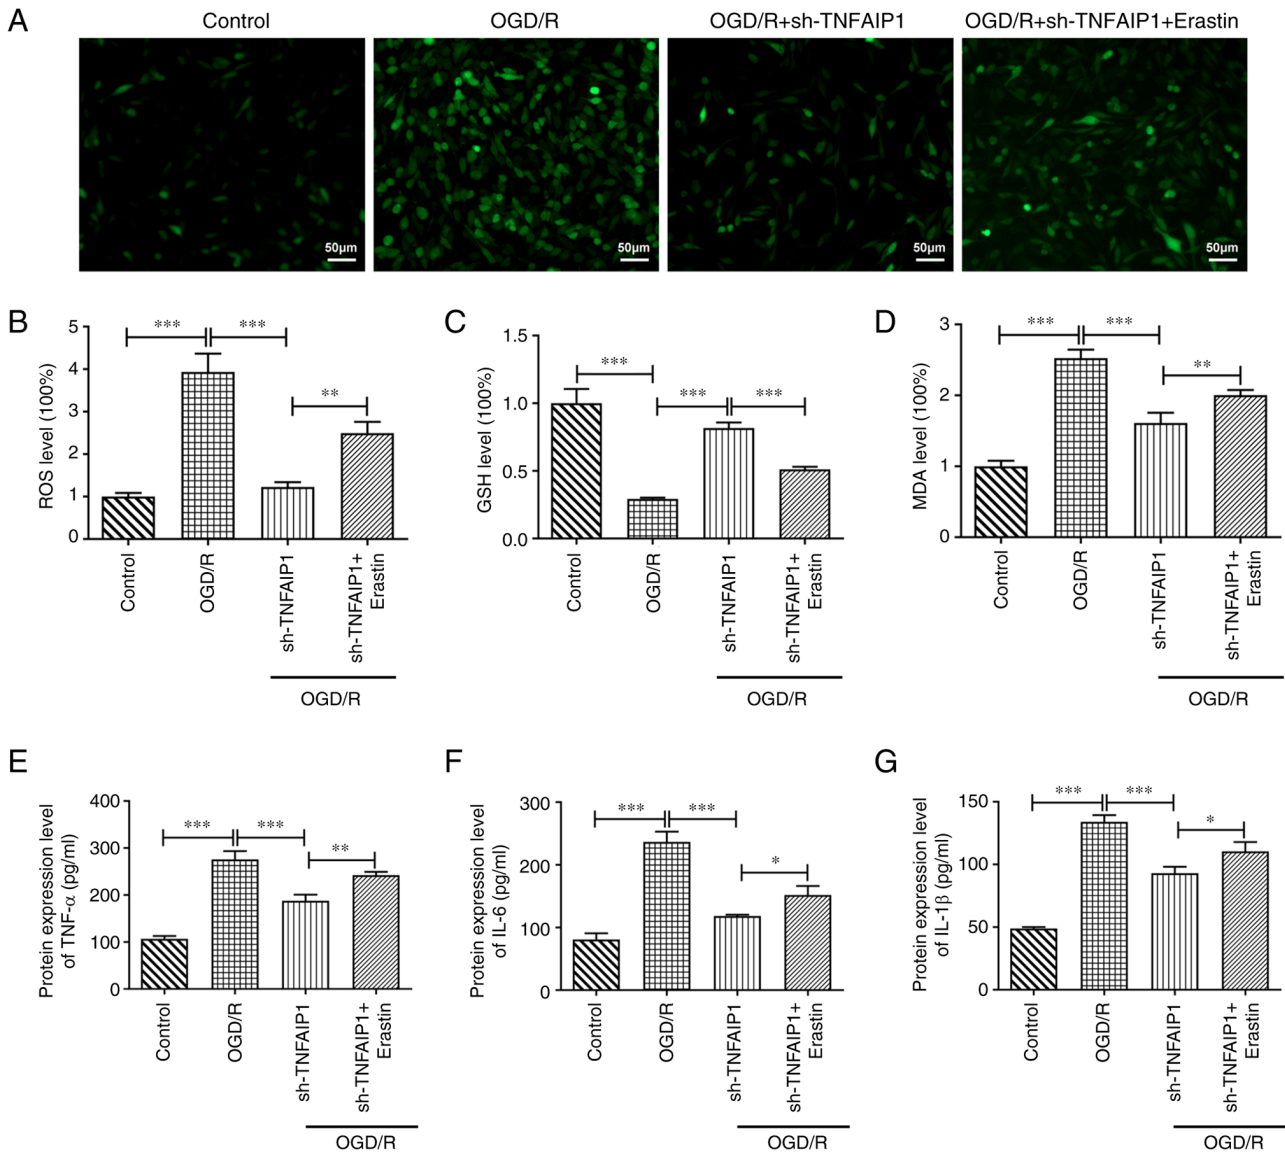 A
Control
OGD/R
OGD/R+sh-TNFAIP1
OGD/R+sh-TNFAIP1+Erastin
50μm
50μm
50μm
50μm
B
ROS level (100%)
5
4
3
2
1
0
***
***
**
Control
OGD/R
sh-TNFAIP1
sh-TNFAIP1+
Erastin
OGD/R
C
GSH level (100%)
1.5
1.0
0.5
0.0
***
***
***
Control
OGD/R
sh-TNFAIP1
sh-TNFAIP1+
Erastin
OGD/R
D
MDA level (100%)
3
2
1
0
***
***
**
Control
OGD/R
sh-TNFAIP1
sh-TNFAIP1+
Erastin
OGD/R
E
Protein expression level
of TNF-α (pg/ml)
400
300
200
100
0
***
***
**
Control
OGD/R
sh-TNFAIP1
sh-TNFAIP1+
Erastin
OGD/R
F
Protein expression level
of IL-6 (pg/ml)
300
200
100
0
***
***
*
Control
OGD/R
sh-TNFAIP1
sh-TNFAIP1+
Erastin
OGD/R
G
Protein expression level
of IL-1β (pg/ml)
150
100
50
0
***
***
*
Control
OGD/R
sh-TNFAIP1
sh-TNFAIP1+
Erastin
OGD/R